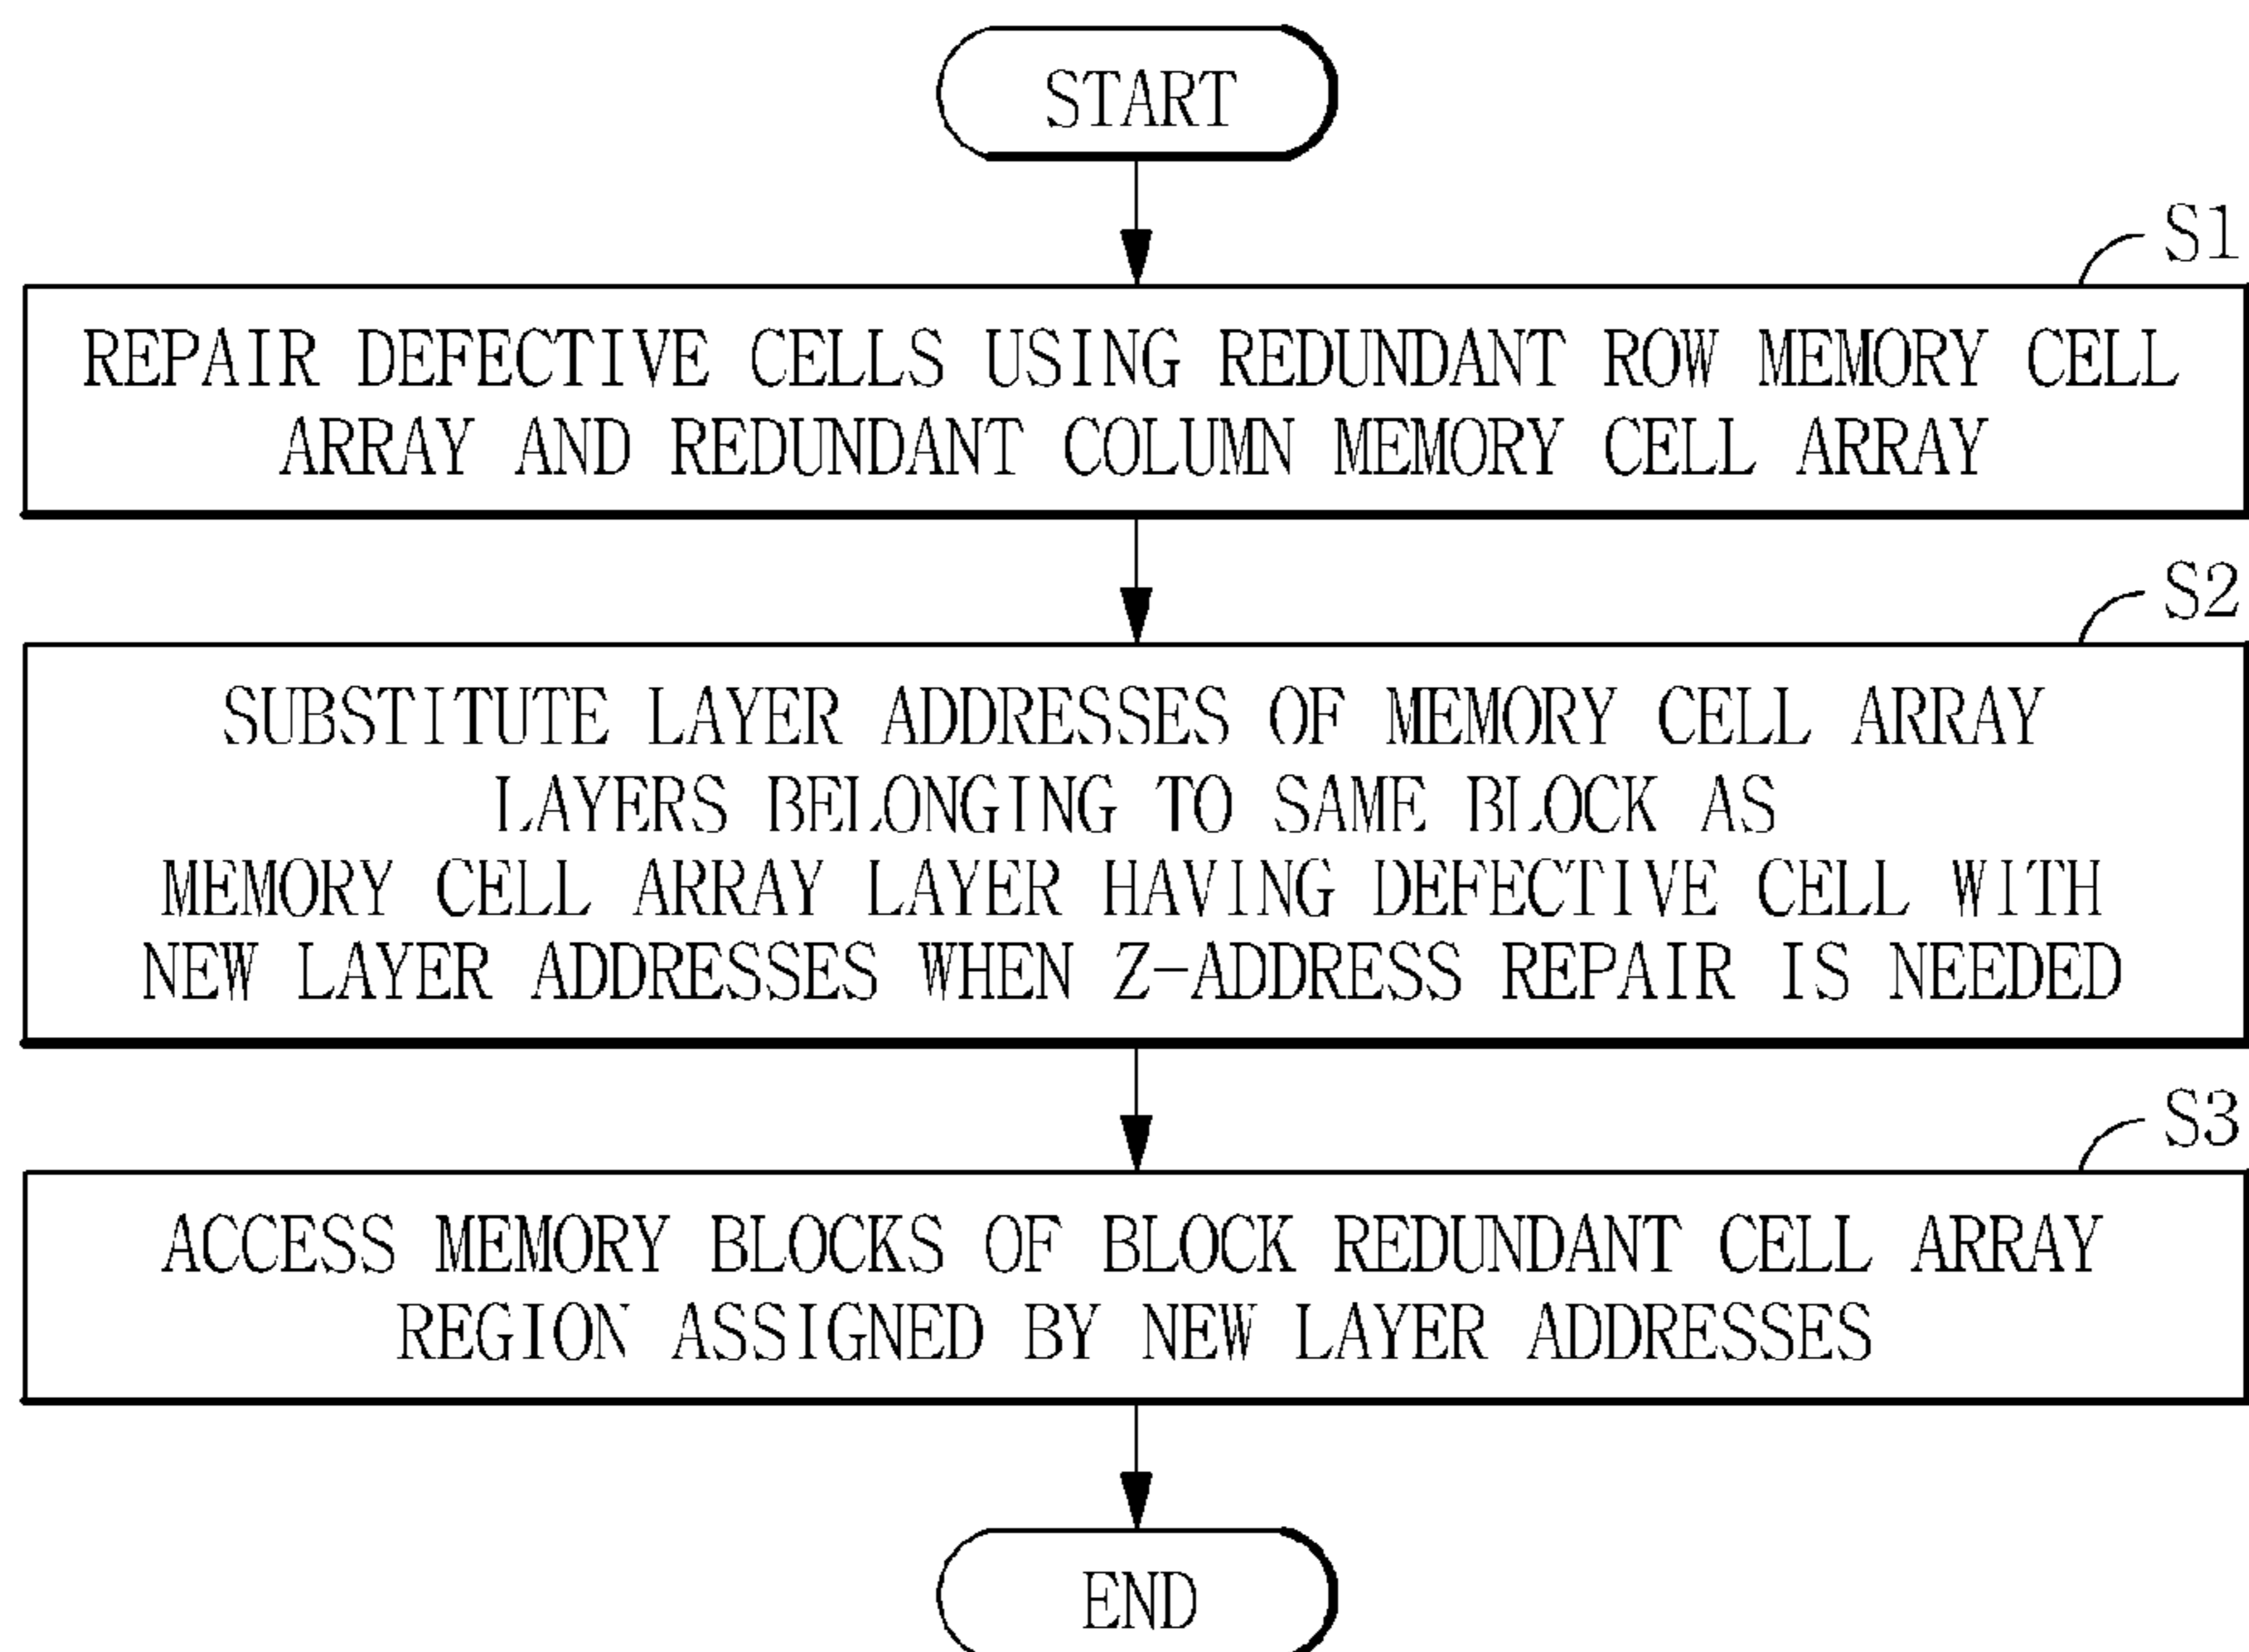 START
S1
REPAIR DEFECTIVE CELLS USING REDUNDANT ROW MEMORY CELL
ARRAY AND REDUNDANT COLUMN MEMORY CELL ARRAY
S2
SUBSTITUTE LAYER ADDRESSES OF MEMORY CELL ARRAY
LAYERS BELONGING TO SAME BLOCK AS
MEMORY CELL ARRAY LAYER HAVING DEFECTIVE CELL WITH
NEW LAYER ADDRESSES WHEN Z-ADDRESS REPAIR IS NEEDED
S3
ACCESS MEMORY BLOCKS OF BLOCK REDUNDANT CELL ARRAY
REGION ASSIGNED BY NEW LAYER ADDRESSES
END